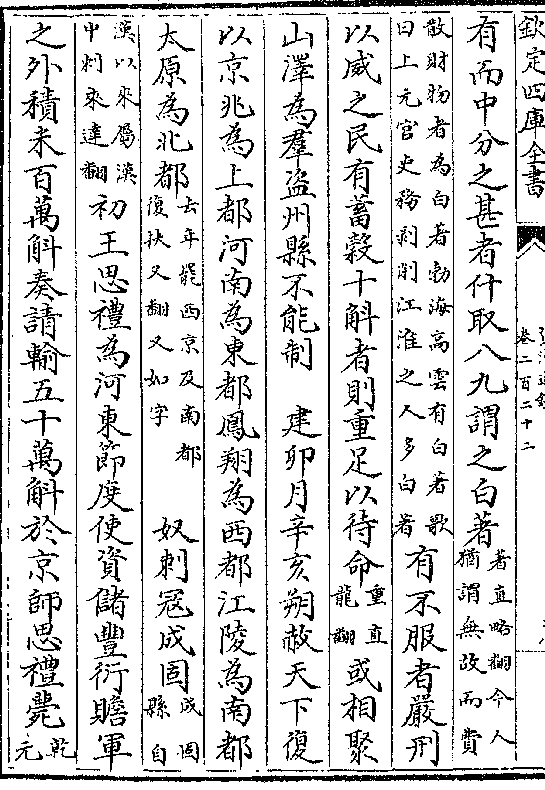 欽定四庫全書
卷二百二十二
有而中分之甚者什取八九謂之白著著直略翻今人猶謂無故而費
散財物者為白著勃海高雲有白著歌曰上元官吏務剥削江淮之人多白著有不服者嚴刑
以威之民有蓄榖十斛者則重足以待命重直龍翻或相聚
山澤為羣盗州縣不能制　建卯月辛亥朔赦天下復
以京兆為上都河南為東都鳳翔為西都江陵為南都
太原為北都去年罷西京及南都復扶又翻又如字　奴刺寇成固成固縣自
漢以來屬漢中刺來達翻　初王思禮為河東節度使資儲豐衍贍軍
之外積米百萬斛奏請輸五十萬斛於京師思禮薨乾元